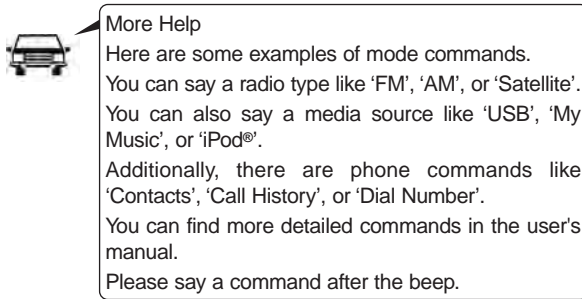 More Help
Here are some examples of mode commands.
You can say a radio type like ‘FM’, ‘AM’, or ‘Satellite’.
You can also say a media source like ‘USB’, ‘My
Music’, or ‘iPod®’.
Additionally, there are phone commands like
‘Contacts’, ‘Call History’, or ‘Dial Number’.
You can find more detailed commands in the user's
manual.
Please say a command after the beep.